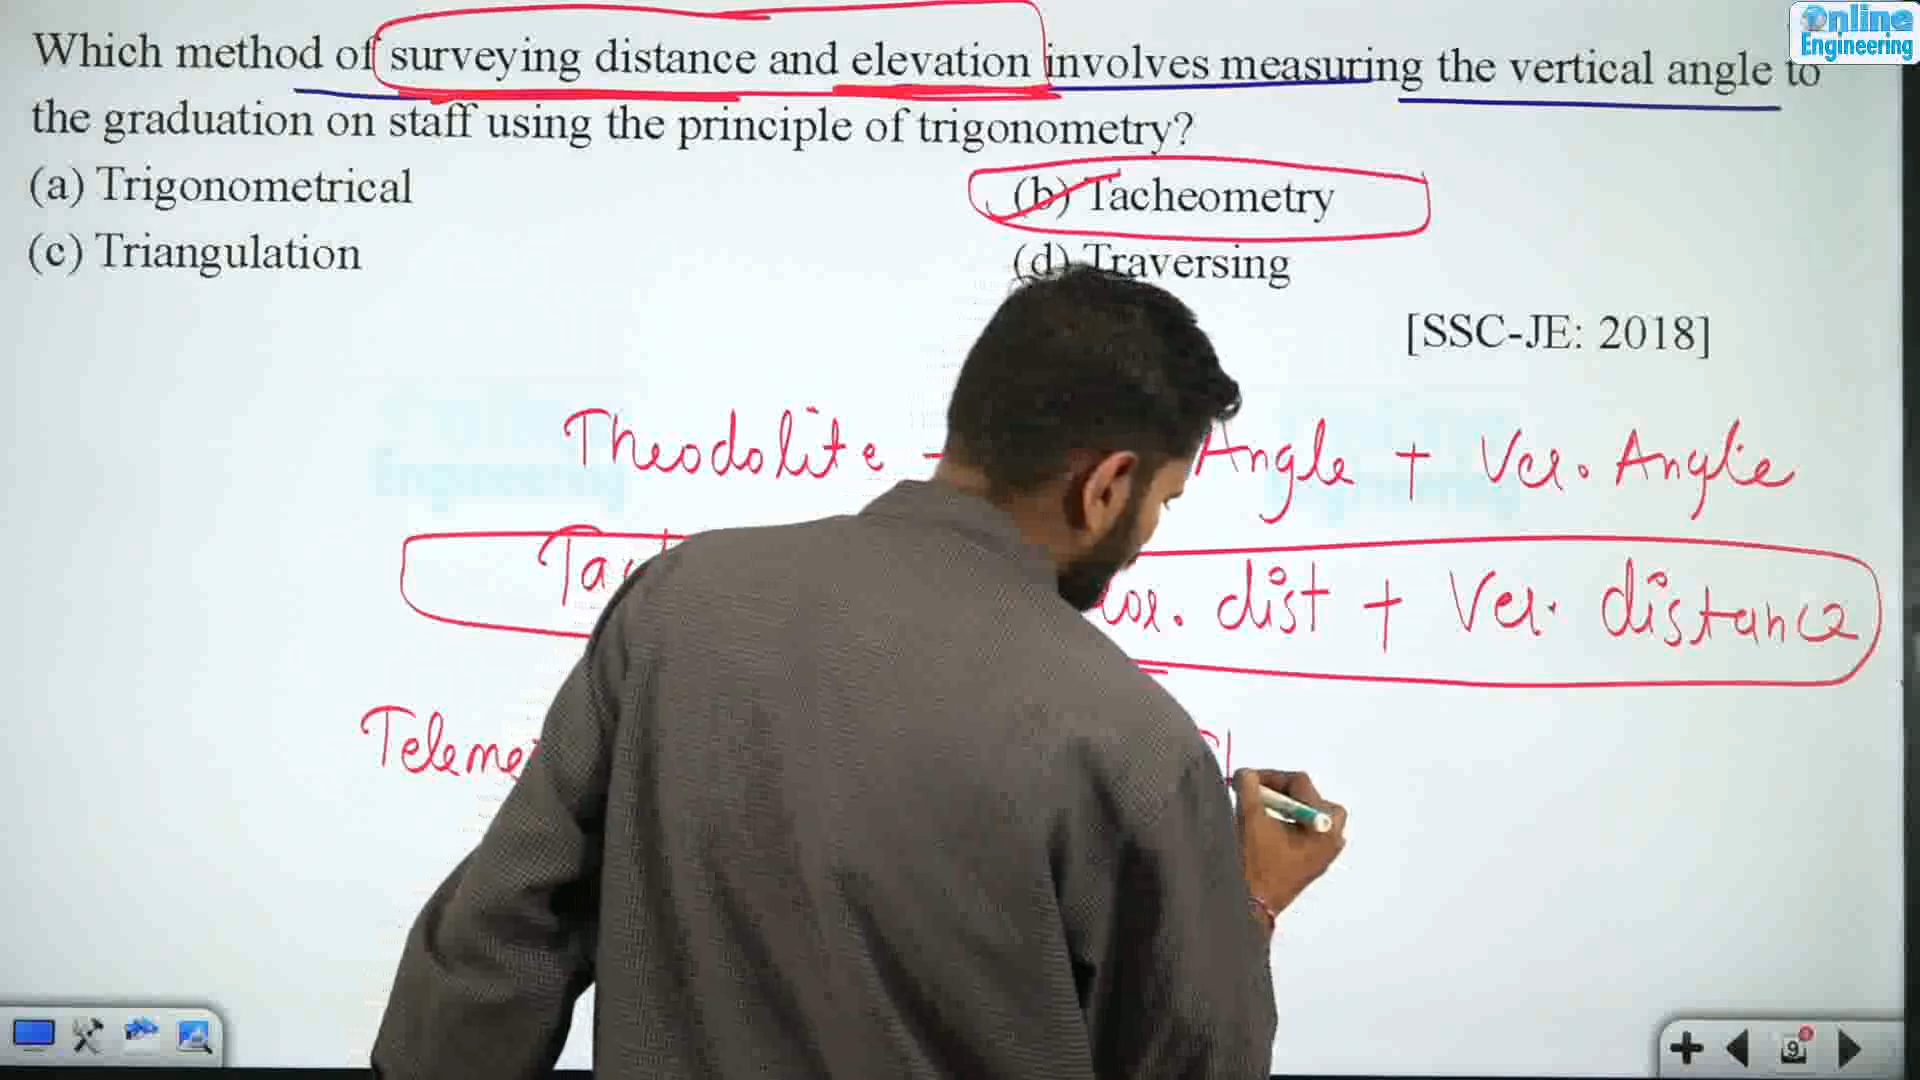 Online
Engineering
Which method of surveying distance and elevation involves measuring the vertical angle to
the graduation on staff using the principle of trigonometry?
(a) Trigonometrical (b) Tacheometry
(c) Triangulation (d) Traversing
[SSC-JE: 2018]
Theodolite - Angle + Ver. Angle
dist + Ver. distance